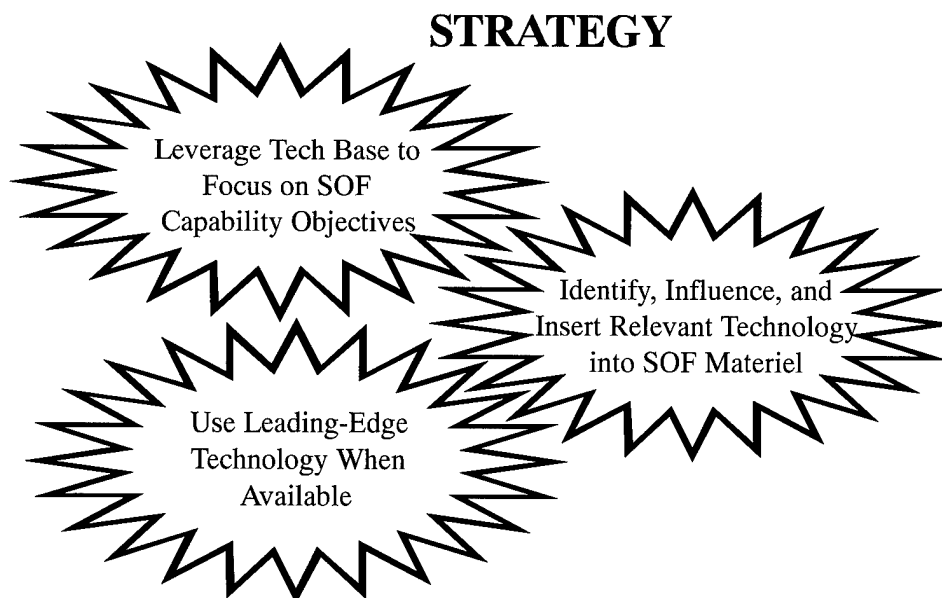 STRATEGY
Leverage Tech Base to
Focus on SOF
Capability Objectives
Identify, Influence, and
Insert Relevant Technology
into SOF Materiel
Use Leading-Edge
Technology When
Available